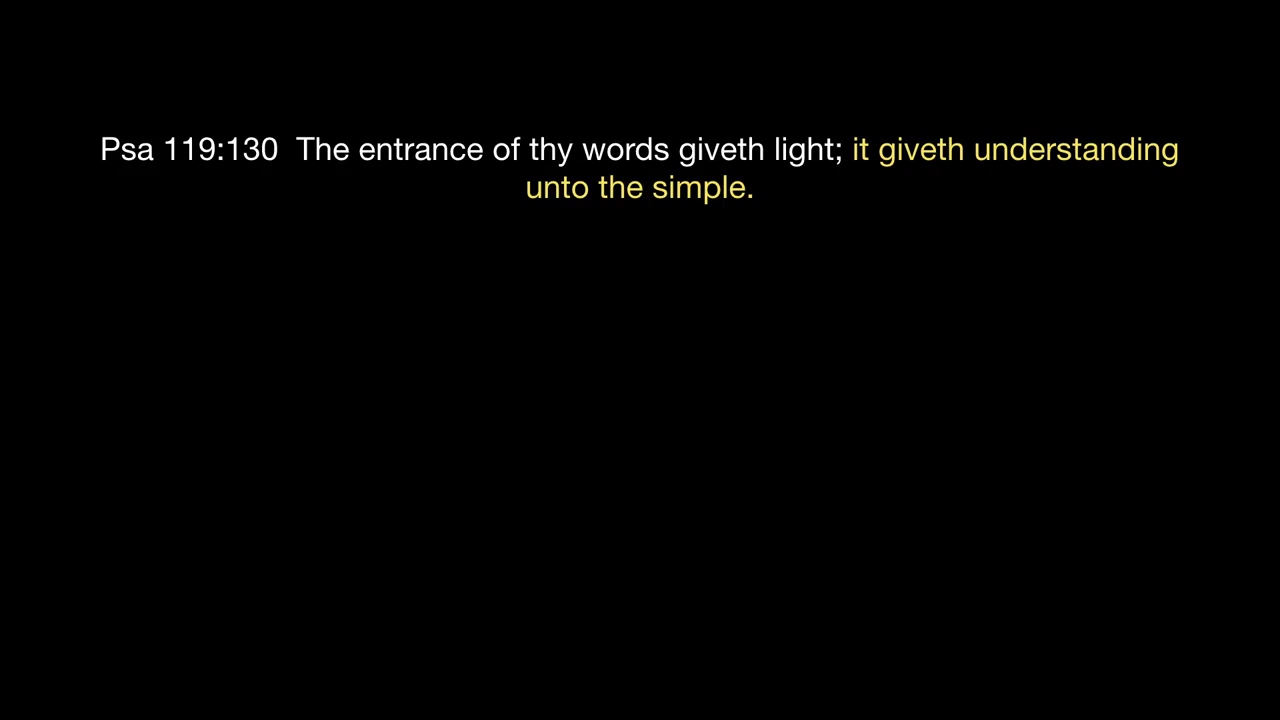 Psa 119:130  The entrance of thy words giveth light; it giveth understanding
unto the simple.